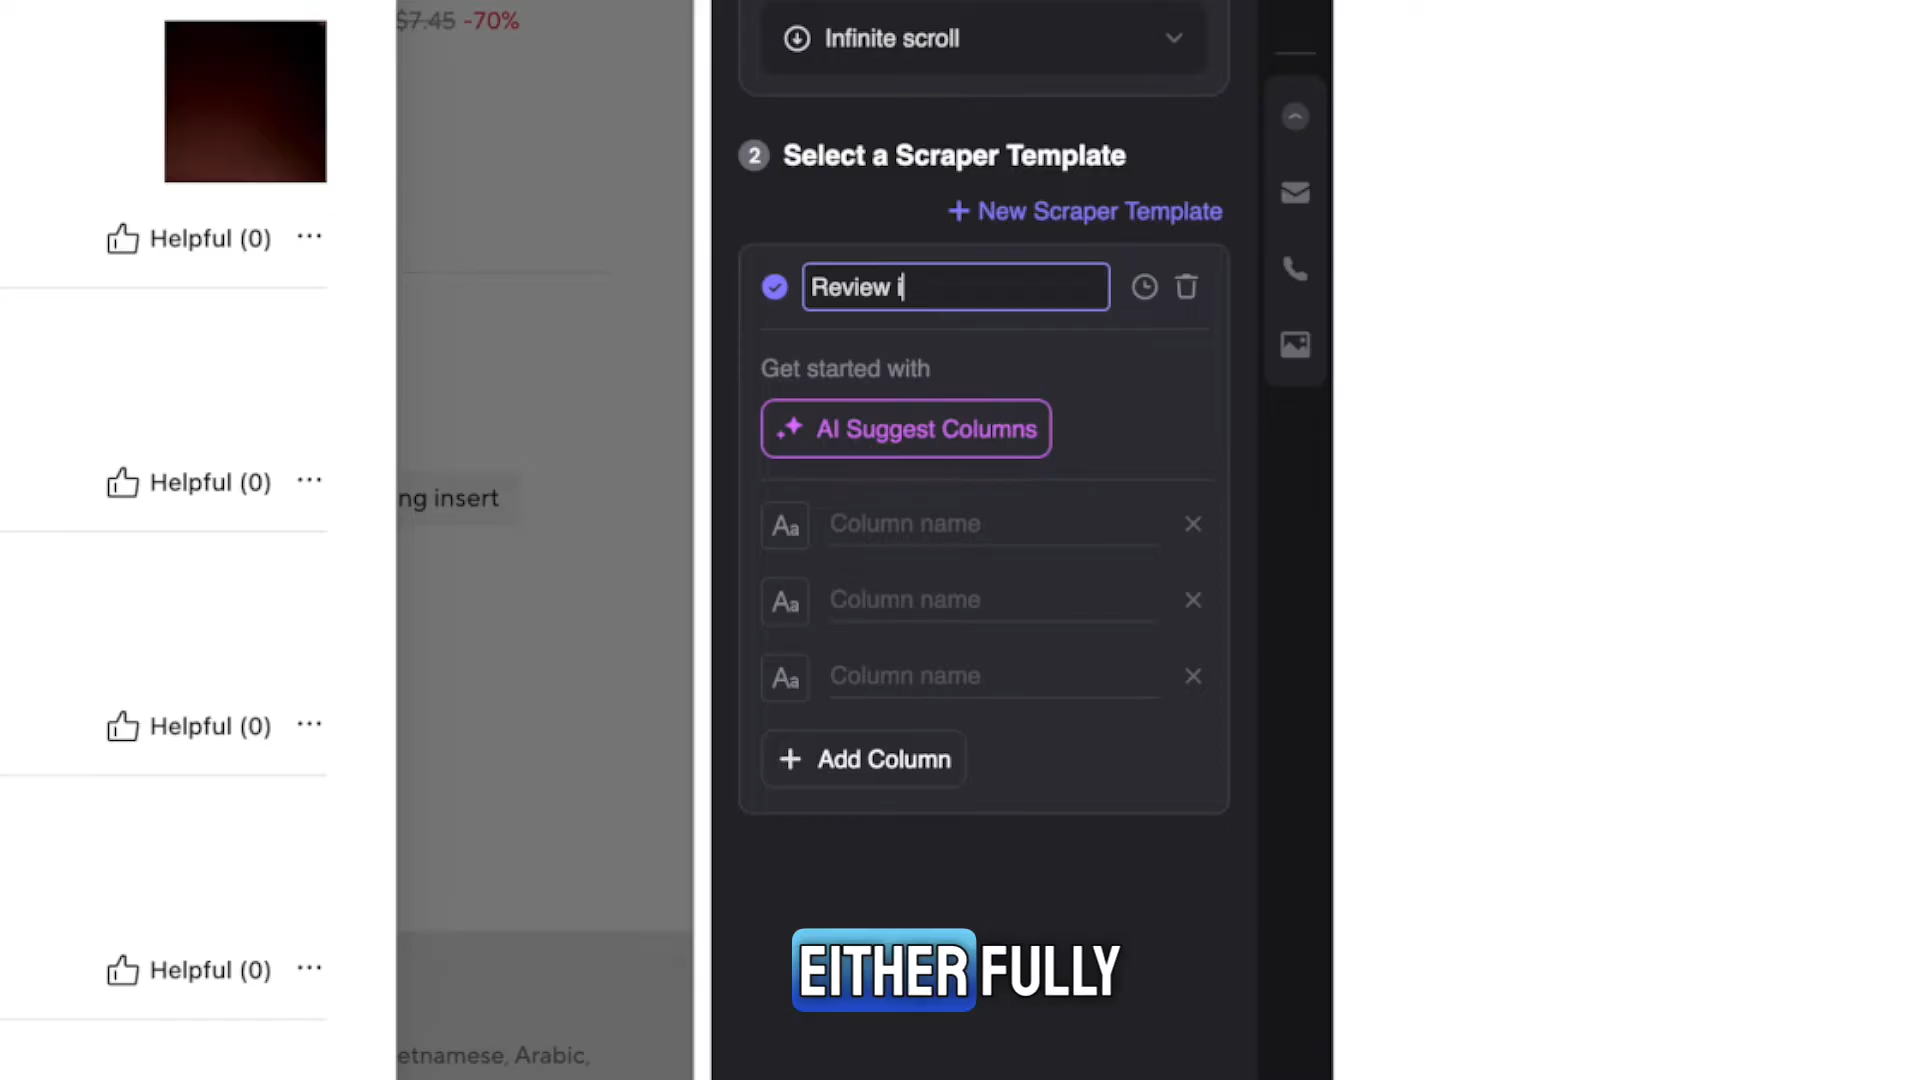 $7.45 -70%
Helpful (0)
Helpful (0)
ng insert
Helpful (0)
Helpful (0)
etnamese, Arabic,
Infinite scroll
2 Select a Scraper Template
+ New Scraper Template
Review i
Get started with
AI Suggest Columns
Aa Column name
Aa Column name
Aa Column name
+ Add Column
EITHER FULLY